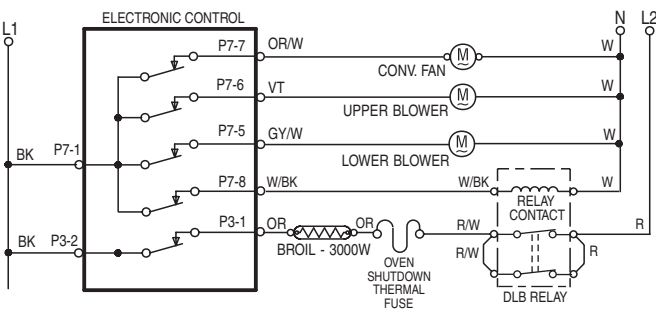 L1
ELECTRONIC CONTROL
N
L2
P7-7
OR/W
W
M
CONV. FAN
P7-6
VT
W
M
UPPER BLOWER
BK
P7-1
P7-5
GY/W
W
M
LOWER BLOWER
P7-8
W/BK
W/BK
W
RELAY
CONTACT
BK
P3-2
P3-1
OR
OR
R/W
R
BROIL - 3000W
R/W
R
OVEN
SHUTDOWN
THERMAL
FUSE
DLB RELAY